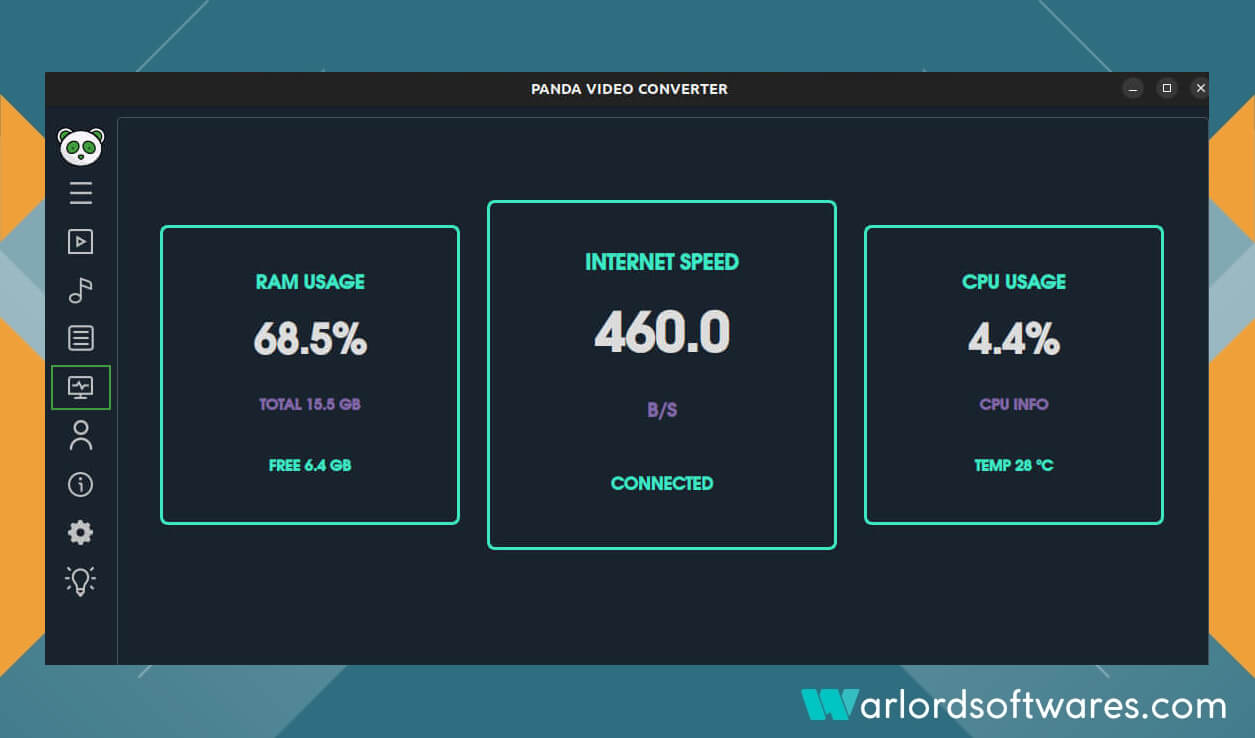 PANDA VIDEO CONVERTER
RAM USAGE
68.5%
TOTAL 15.5 GB
FREE 6.4 GB
INTERNET SPEED
460.0
B/S
CONNECTED
CPU USAGE
4.4%
CPU INFO
TEMP 28 °C
Warlordsoftwares.com